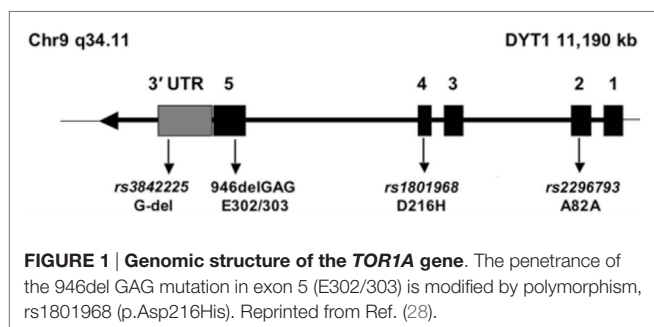 Chr9 q34.11 DYT1 11,190 kb
3' UTR 5 4 3 2 1
rs3842225 946delGAG rs1801968 rs2296793
G-del E302/303 D216H A82A
FIGURE 1 | Genomic structure of the TOR1A gene. The penetrance of
the 946del GAG mutation in exon 5 (E302/303) is modified by polymorphism,
rs1801968 (p.Asp216His). Reprinted from Ref. (28).